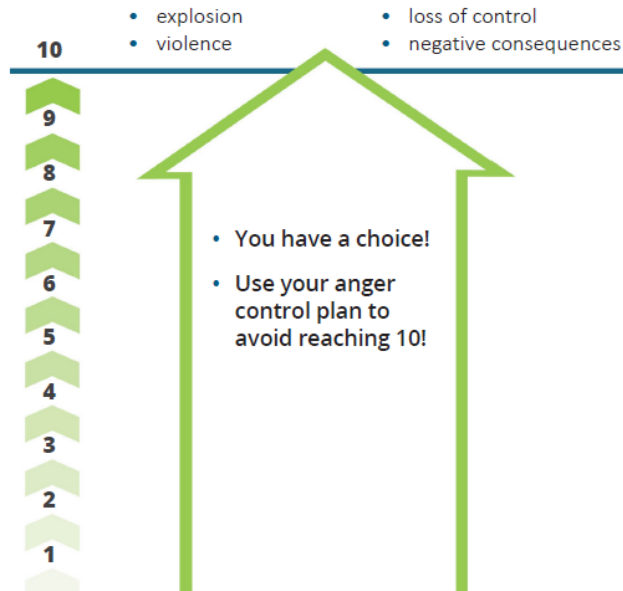 • explosion
• loss of control
10
• violence
• negative consequences
9
8
7
• You have a choice!
6
• Use your anger
control plan to
5
avoid reaching 10!
4
3
2
1